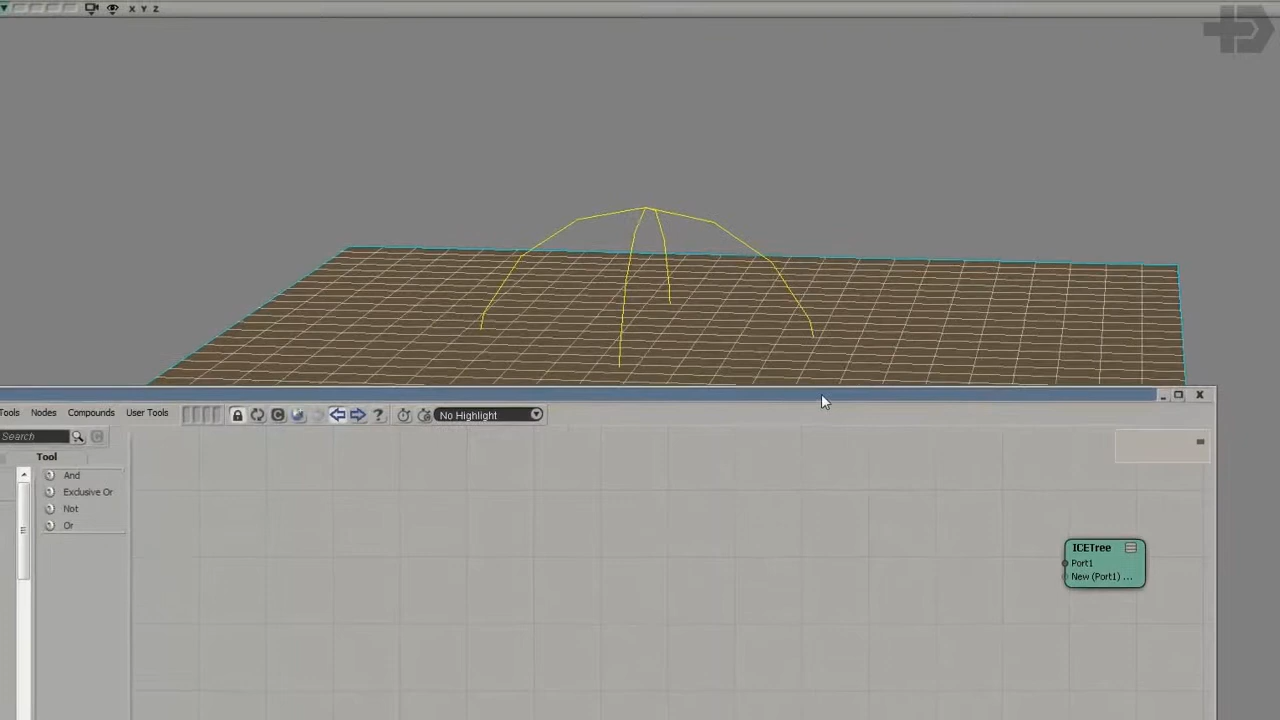 X Y Z
Tools Nodes Compounds User Tools ? No Highlight
Search
Tool
And
Exclusive Or
Not
Or
ICETree
Port1
New (Port1) ...